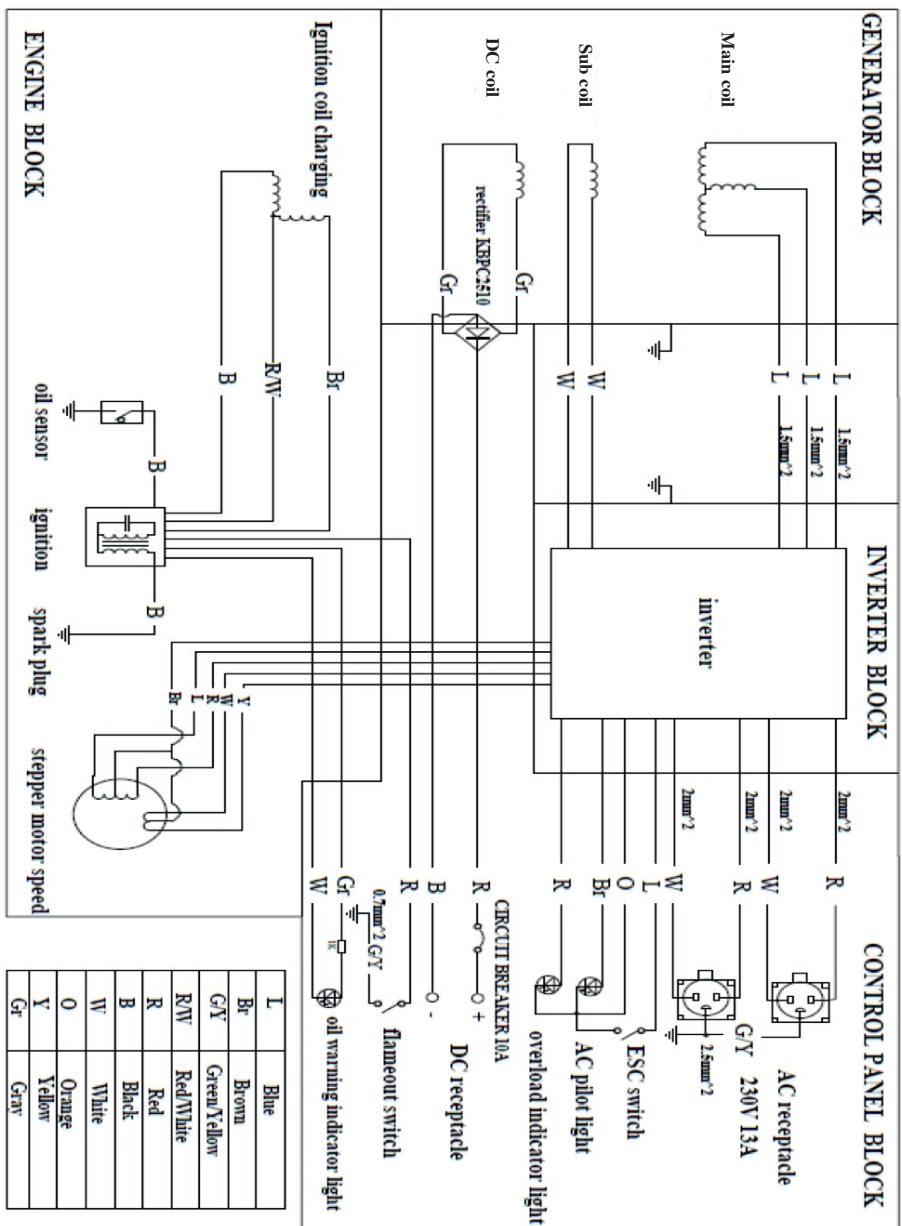 GENERATOR BLOCK
Main coil
Sub coil
DC coil
rectifier KBPC2510
Gr
Gr
L
L
L
1.5mm^2
1.5mm^2
1.5mm^2
W
W
INVERTER BLOCK
inverter
2mm^2
2mm^2
2mm^2
2mm^2
CONTROL PANEL BLOCK
R
W
R
W
L
O
Br
R
AC receptacle
230V 13A
G/Y
2.5mm^2
ESC switch
AC pilot light
overload indicator light
CIRCUIT BREAKER 10A
R
+
B
-
DC receptacle
R
flameout switch
0.7mm^2 G/Y
Gr
1K
W
oil warning indicator light
ENGINE BLOCK
Ignition coil charging
Br
R/W
B
B
B
oil sensor
ignition
spark plug
stepper motor speed
Y
W
R
L
Br
L Blue
Br Brown
G/Y Green/Yellow
R/W Red/White
R Red
B Black
W White
O Orange
Y Yellow
Gr Gray